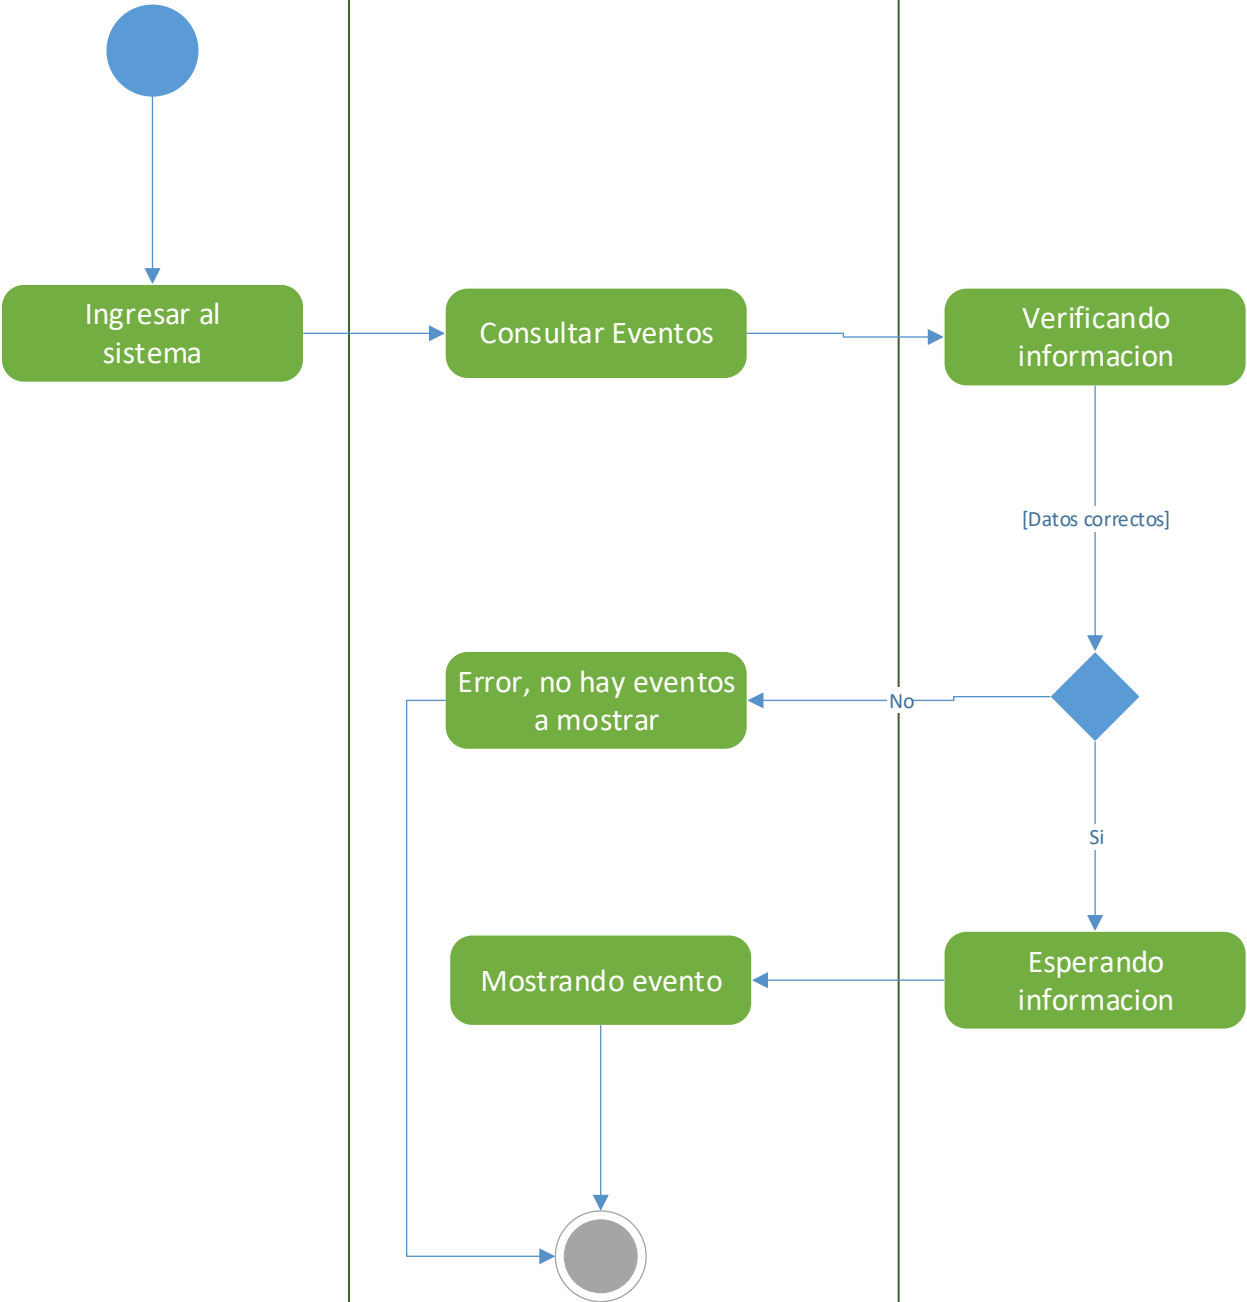 Ingresar al
sistema
Consultar Eventos
Verificando
informacion
[Datos correctos]
Error, no hay eventos
a mostrar
No
Si
Mostrando evento
Esperando
informacion